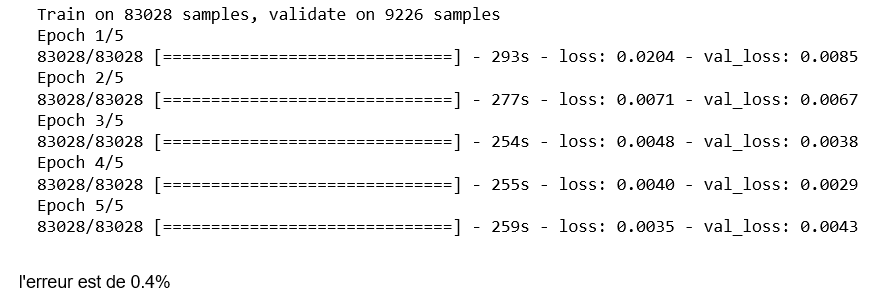 Train on 83028 samples, validate on 9226 samples
Epoch 1/5
83028/83028 [==============================] - 293s - loss: 0.0204 - val_loss: 0.0085
Epoch 2/5
83028/83028 [==============================] - 277s - loss: 0.0071 - val_loss: 0.0067
Epoch 3/5
83028/83028 [==============================] - 254s - loss: 0.0048 - val_loss: 0.0038
Epoch 4/5
83028/83028 [==============================] - 255s - loss: 0.0040 - val_loss: 0.0029
Epoch 5/5
83028/83028 [==============================] - 259s - loss: 0.0035 - val_loss: 0.0043
l'erreur est de 0.4%